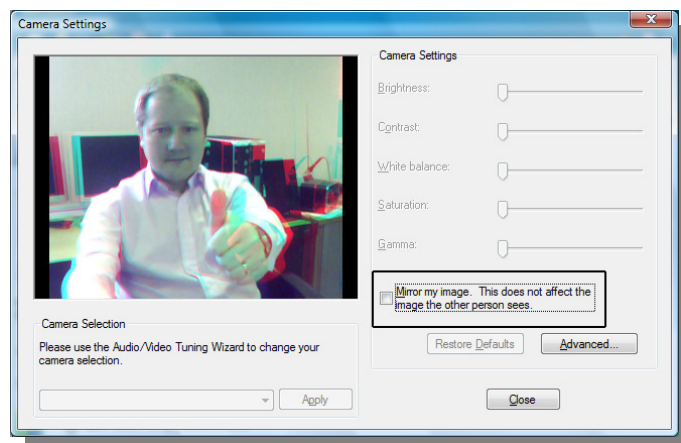 Camera Settings
Camera Settings
Brightness:
Contrast:
White balance:
Saturation:
Gamma:
Mirror my image. This does not affect the
image the other person sees.
Restore Defaults Advanced...
Camera Selection
Please use the Audio/Video Tuning Wizard to change your
camera selection.
Apply
Close